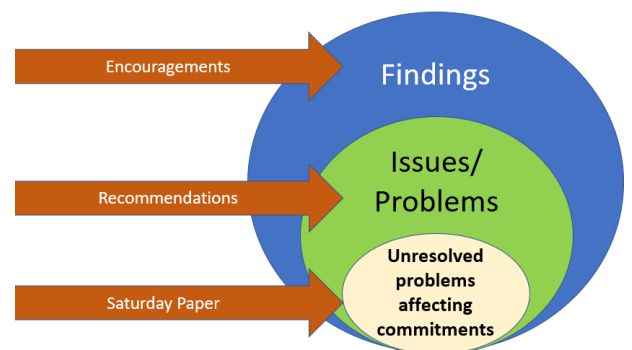 Encouragements
Findings
Issues/
Problems
Recommendations
Unresolved
problems
affecting
commitments
Saturday Paper